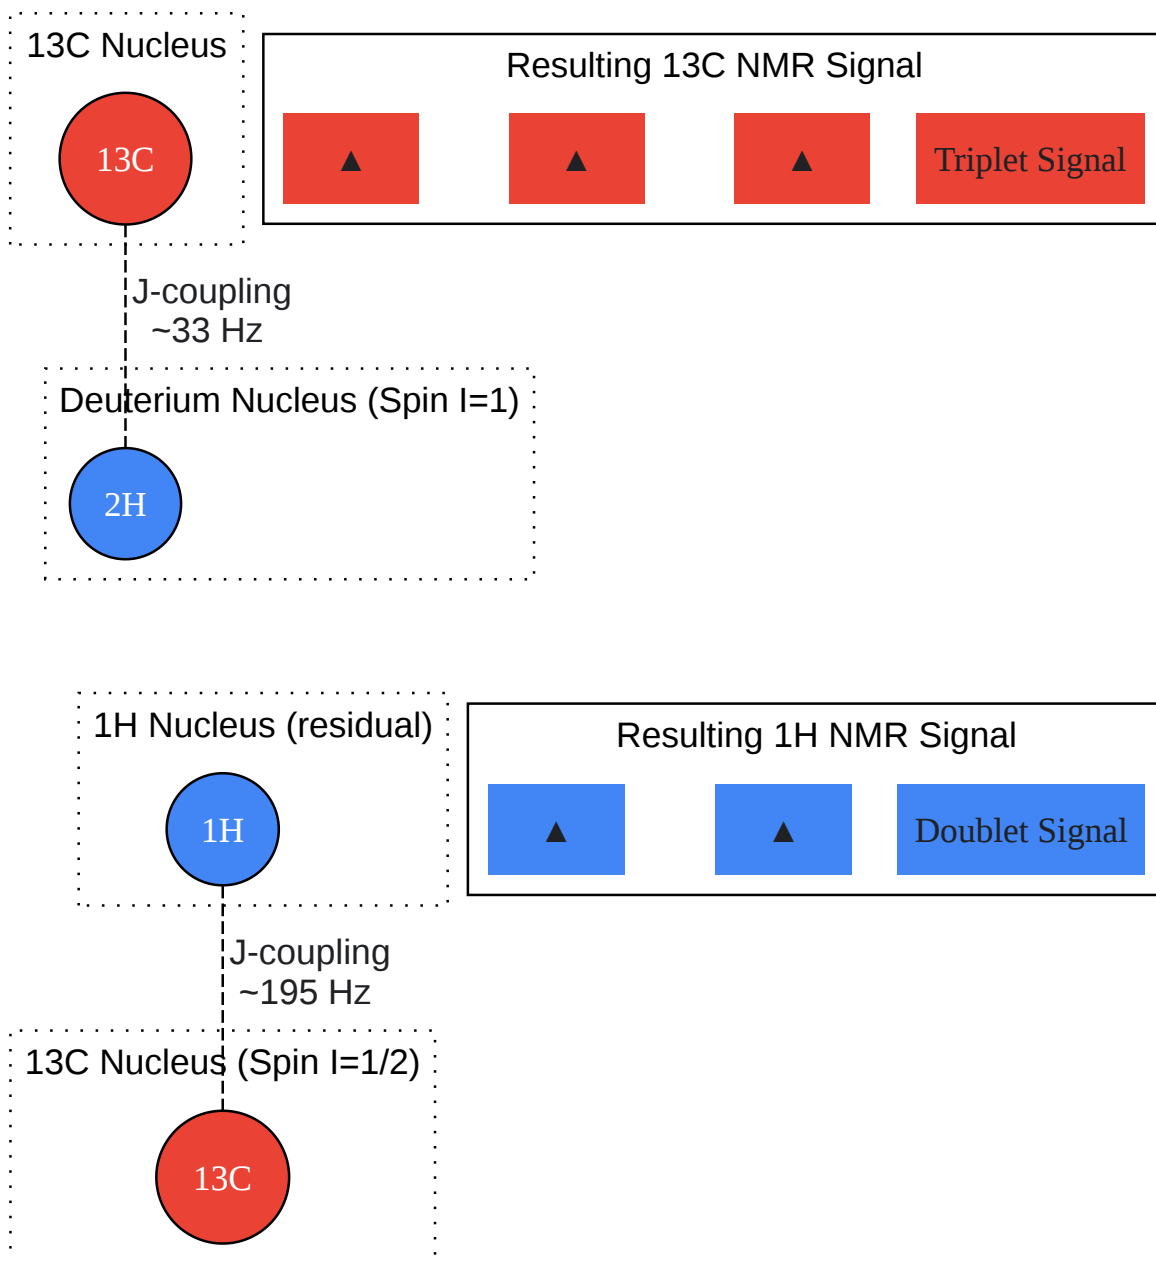 13C Nucleus
13C
Resulting 13C NMR Signal
▲ ▲ ▲ Triplet Signal
J-coupling
~33 Hz
Deuterium Nucleus (Spin I=1)
2H
1H Nucleus (residual)
1H
Resulting 1H NMR Signal
▲ ▲ Doublet Signal
J-coupling
~195 Hz
13C Nucleus (Spin I=1/2)
13C